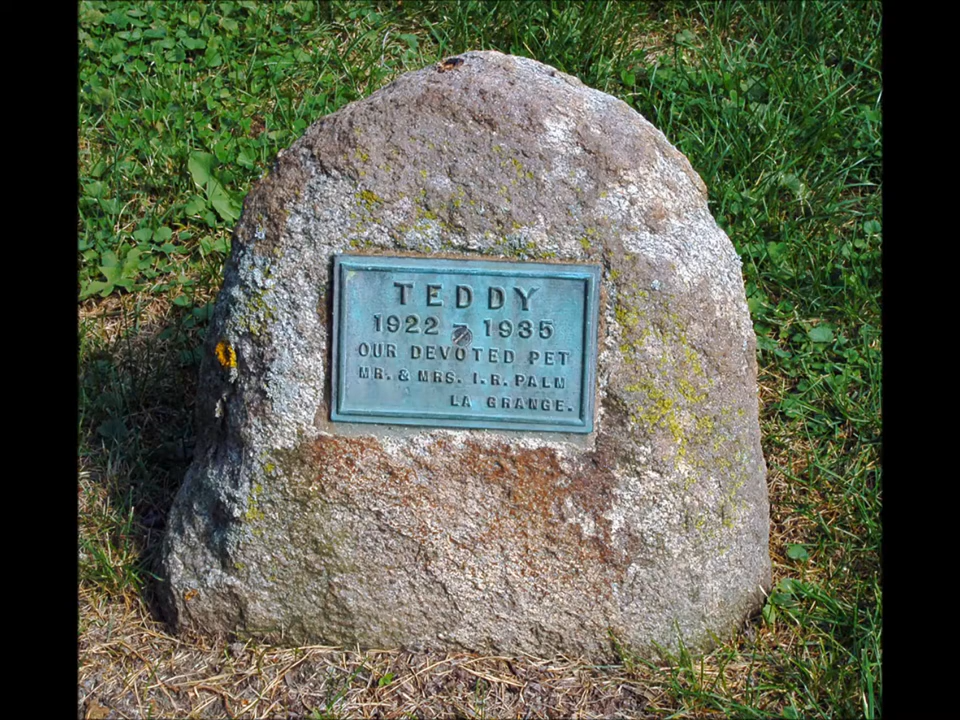 TEDDY
1922 - 1935
OUR DEVOTED PET
MR. & MRS. I. R. PALM
LA GRANGE.